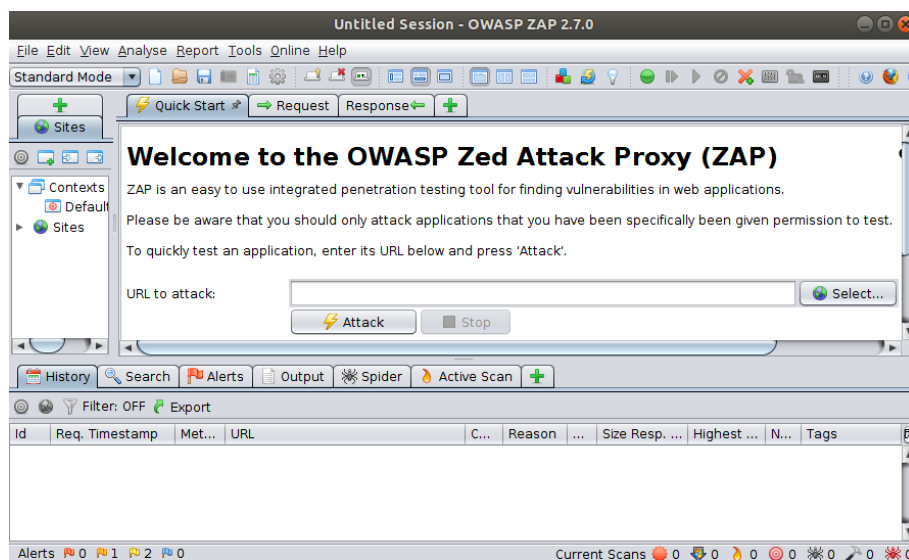 Untitled Session - OWASP ZAP 2.7.0
File Edit View Analyse Report Tools Online Help
Standard Mode
Quick Start Request Response
Sites
Welcome to the OWASP Zed Attack Proxy (ZAP)
Contexts
ZAP is an easy to use integrated penetration testing tool for finding vulnerabilities in web applications.
Default
Please be aware that you should only attack applications that you have been specifically been given permission to test.
Sites
To quickly test an application, enter its URL below and press 'Attack'.
URL to attack: Select...
Attack Stop
History Search Alerts Output Spider Active Scan
Filter: OFF Export
Id Req. Timestamp Met... URL C... Reason ... Size Resp. ... Highest ... N... Tags
Alerts 0 1 2 0 Current Scans 0 0 0 0 0 0 0